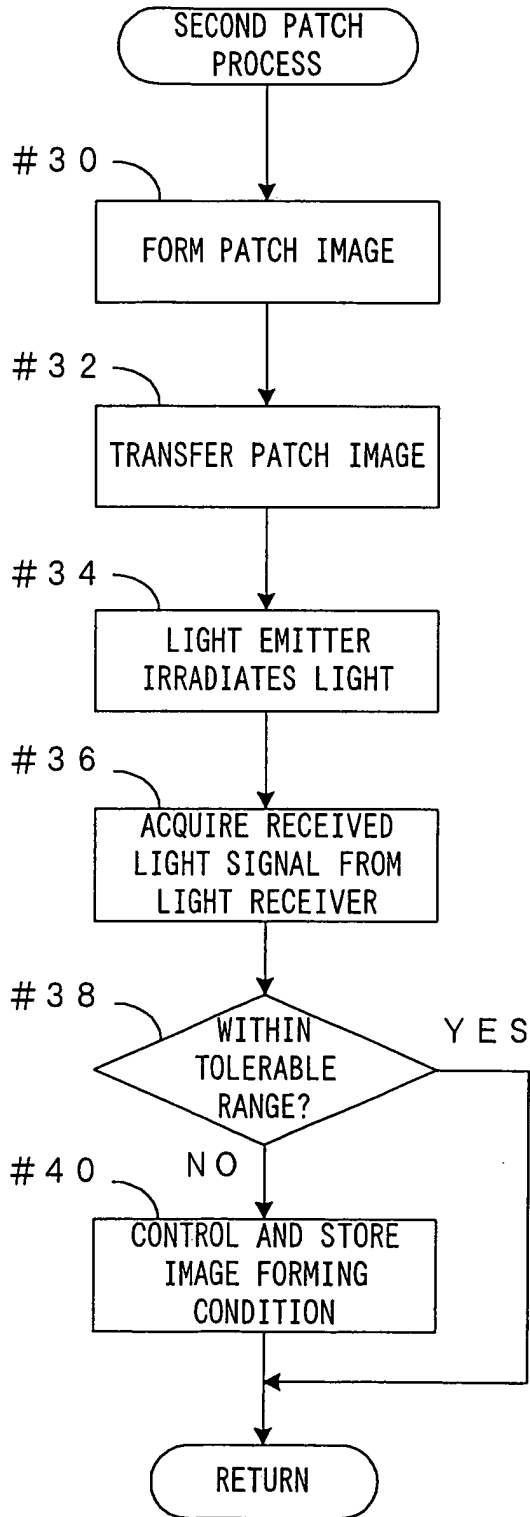 SECOND PATCH
PROCESS
#30
FORM PATCH IMAGE
#32
TRANSFER PATCH IMAGE
#34
LIGHT EMITTER
IRRADIATES LIGHT
#36
ACQUIRE RECEIVED
LIGHT SIGNAL FROM
LIGHT RECEIVER
#38
WITHIN
TOLERABLE
RANGE?
YES
NO
#40
CONTROL AND STORE
IMAGE FORMING
CONDITION
RETURN